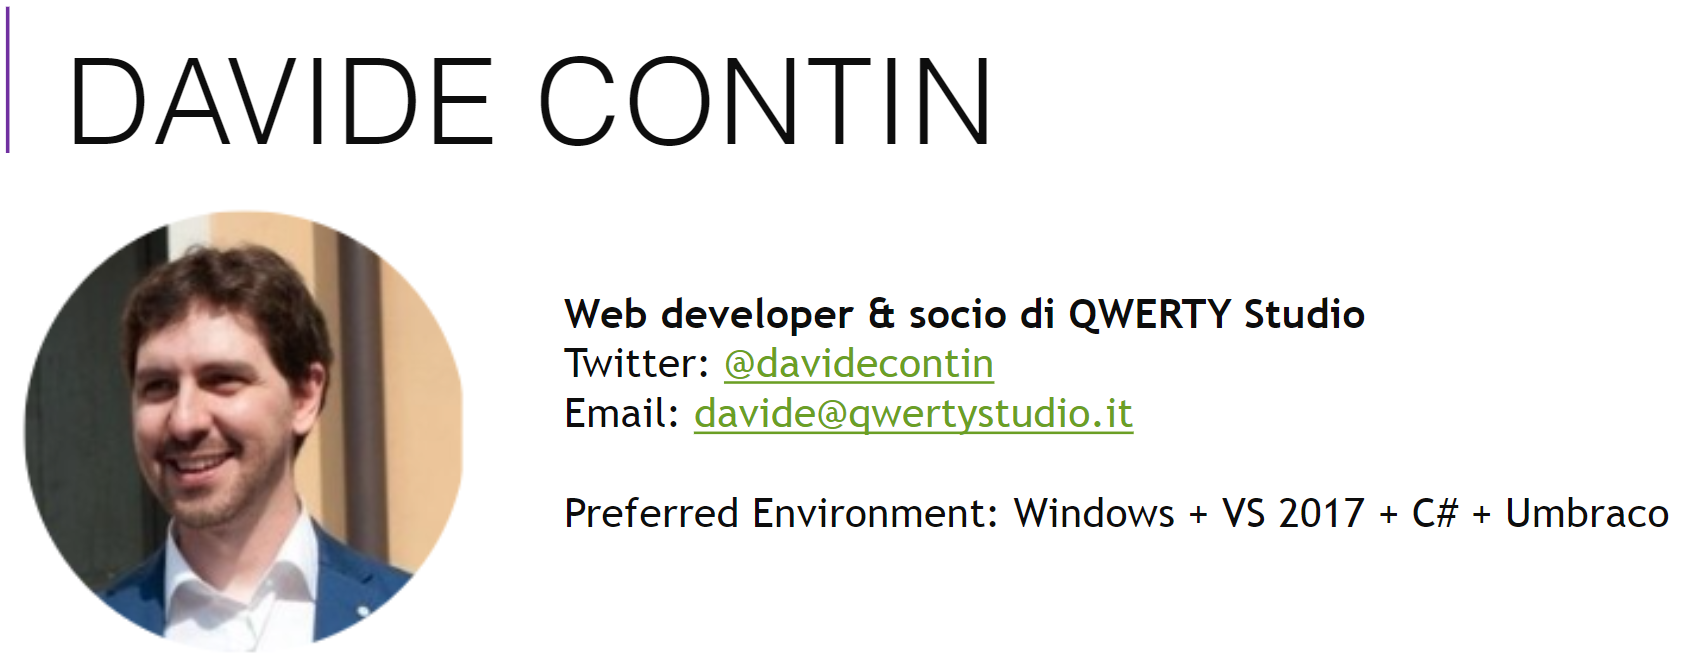 DAVIDE CONTIN
Web developer & socio di QWERTY Studio
Twitter: @davidecontin
Email: davide@qwertystudio.it
Preferred Environment: Windows + VS 2017 + C# + Umbraco